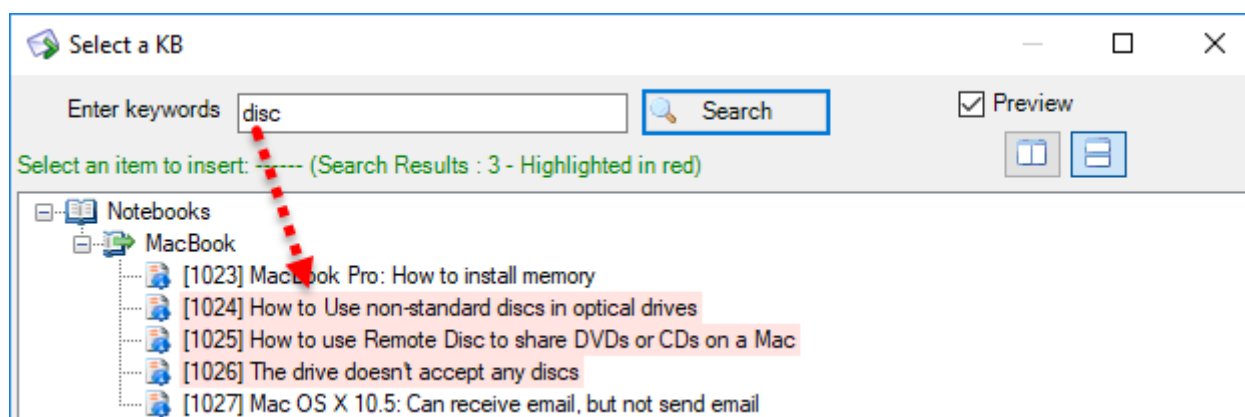 Select a KB
Enter keywords disc Search Preview
Select an item to insert: ------ (Search Results : 3 - Highlighted in red)
Notebooks
MacBook
[1023] MacBook Pro: How to install memory
[1024] How to Use non-standard discs in optical drives
[1025] How to use Remote Disc to share DVDs or CDs on a Mac
[1026] The drive doesn't accept any discs
[1027] Mac OS X 10.5: Can receive email, but not send email